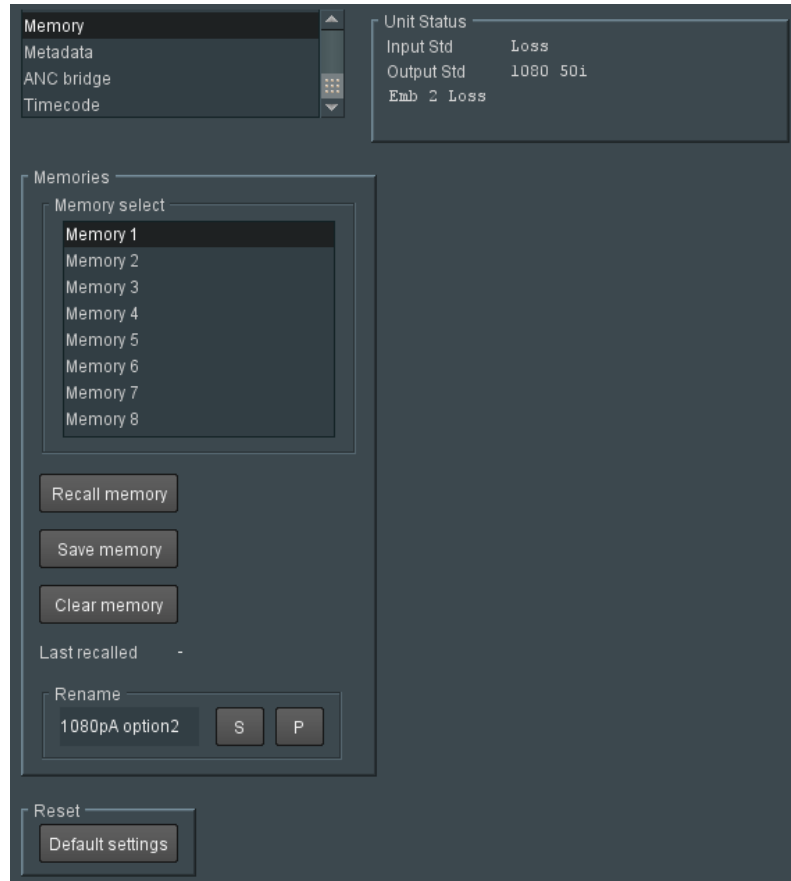 Memory
Metadata
ANC bridge
Timecode
Unit Status
Input Std Loss
Output Std 1080 50i
Emb 2 Loss
Memories
Memory select
Memory 1
Memory 2
Memory 3
Memory 4
Memory 5
Memory 6
Memory 7
Memory 8
Recall memory
Save memory
Clear memory
Last recalled -
Rename
1080pA option2 S P
Reset
Default settings